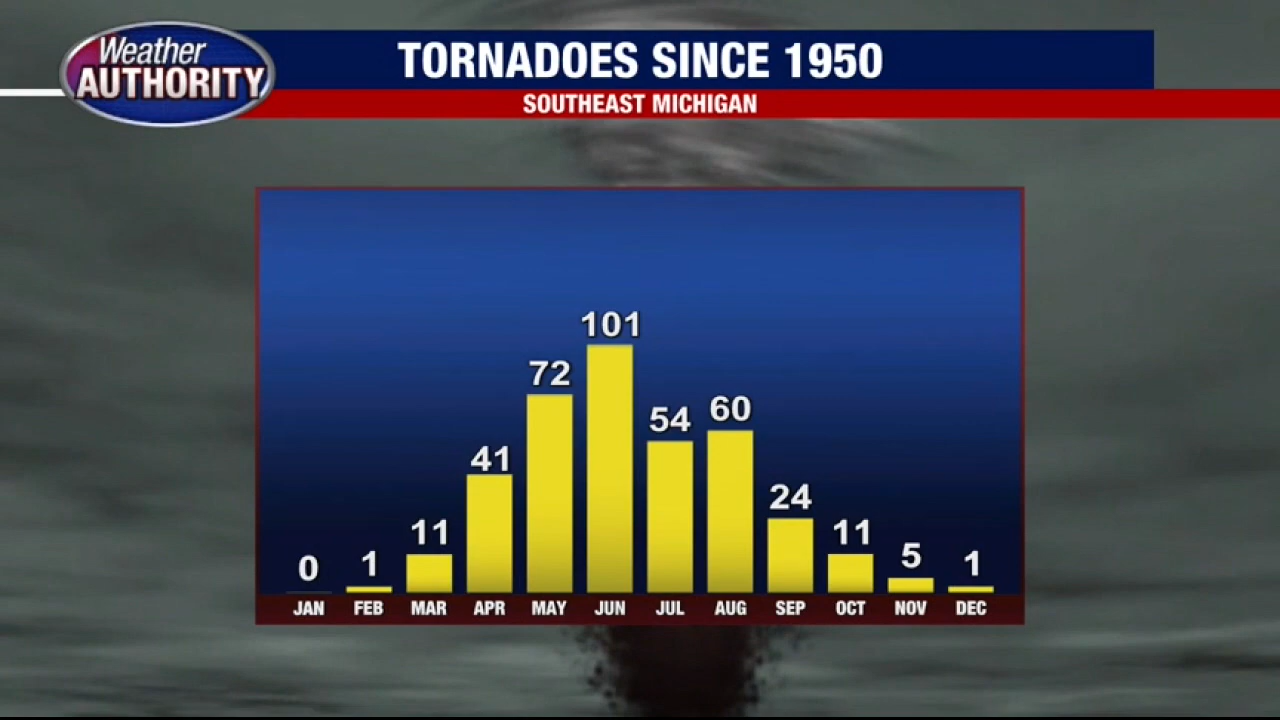 Weather
AUTHORITY
TORNADOES SINCE 1950
SOUTHEAST MICHIGAN
0 1 11 41 72 101 54 60 24 11 5 1
JAN FEB MAR APR MAY JUN JUL AUG SEP OCT NOV DEC